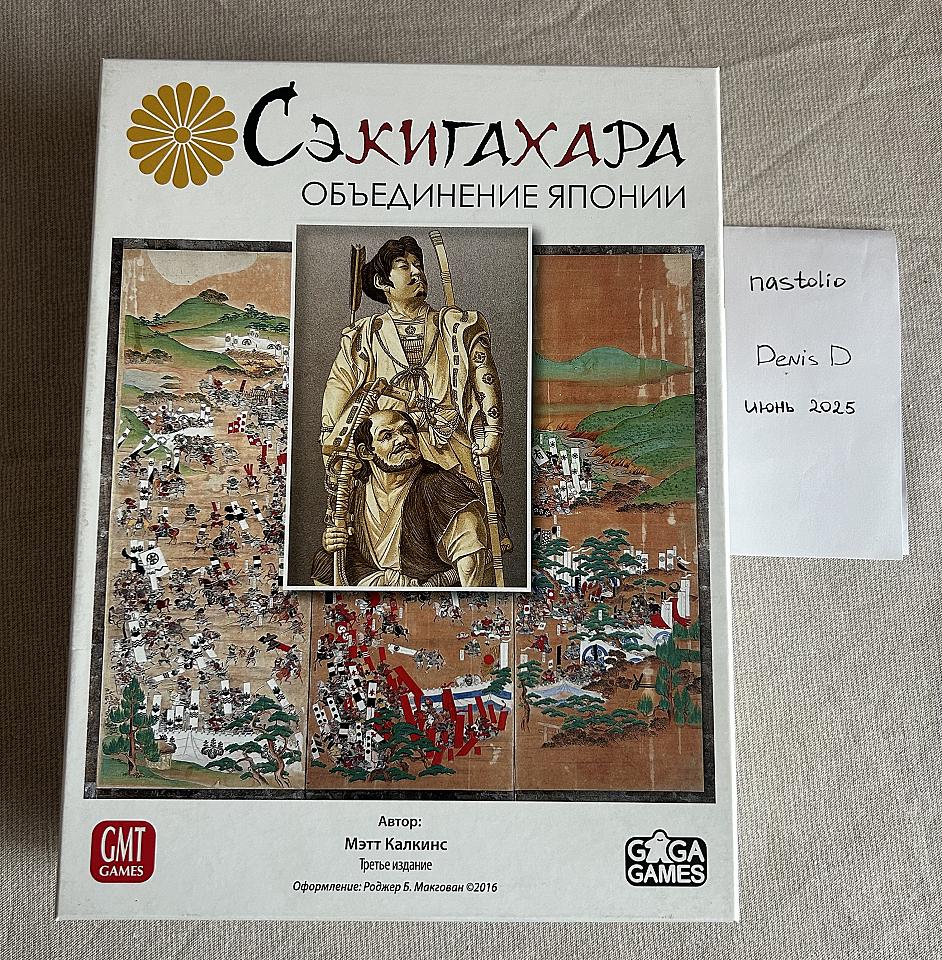 Сэкигахара
ОБЪЕДИНЕНИЕ ЯПОНИИ
nastolio
Denis D
июнь 2025
Автор:
Мэтт Калкинс
Третье издание
Оформление: Роджер Б. Макгован ©2016
GMT
GAMES
GAGA
GAMES